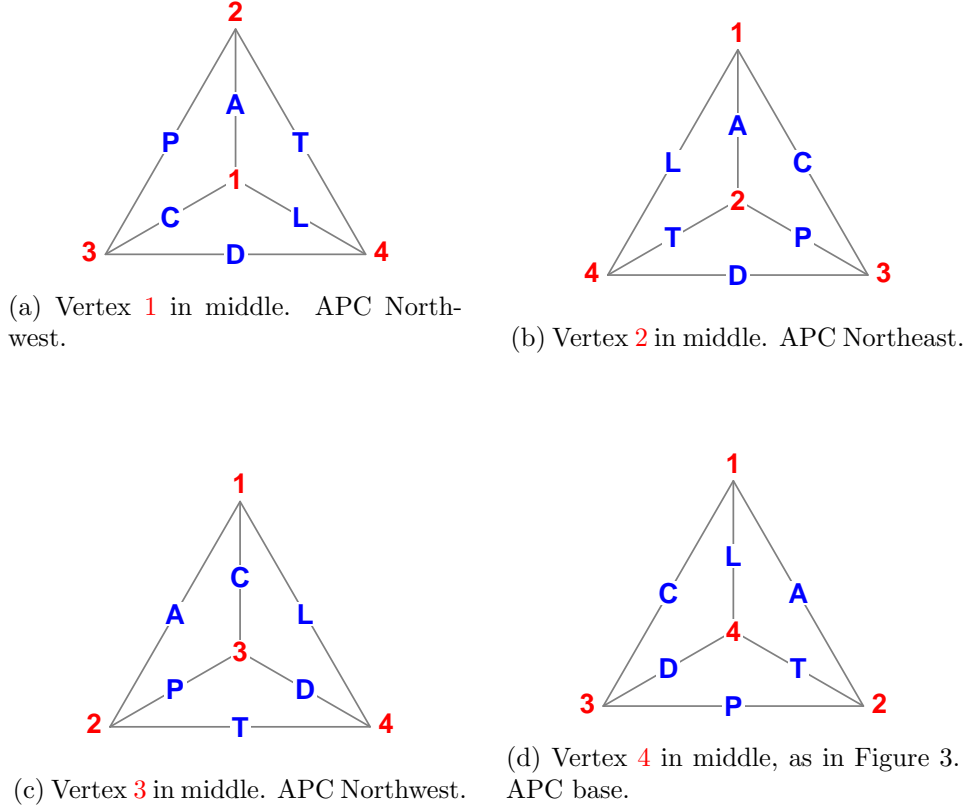 2
A
P T
1
C L
3 D 4
(a) Vertex 1 in middle. APC North-
west.
1
A
L C
2
T P
4 D 3
(b) Vertex 2 in middle. APC Northeast.
1
C
A L
3
P D
2 T 4
(c) Vertex 3 in middle. APC Northwest.
1
L
C A
4
D T
3 P 2
(d) Vertex 4 in middle, as in Figure 3.
APC base.